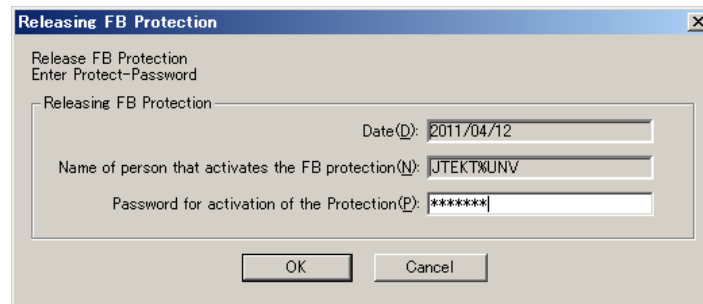 Releasing FB Protection
Release FB Protection
Enter Protect-Password
Releasing FB Protection
Date(D): 2011/04/12
Name of person that activates the FB protection(N): JTEKT%UNV
Password for activation of the Protection(P): *******
OK Cancel